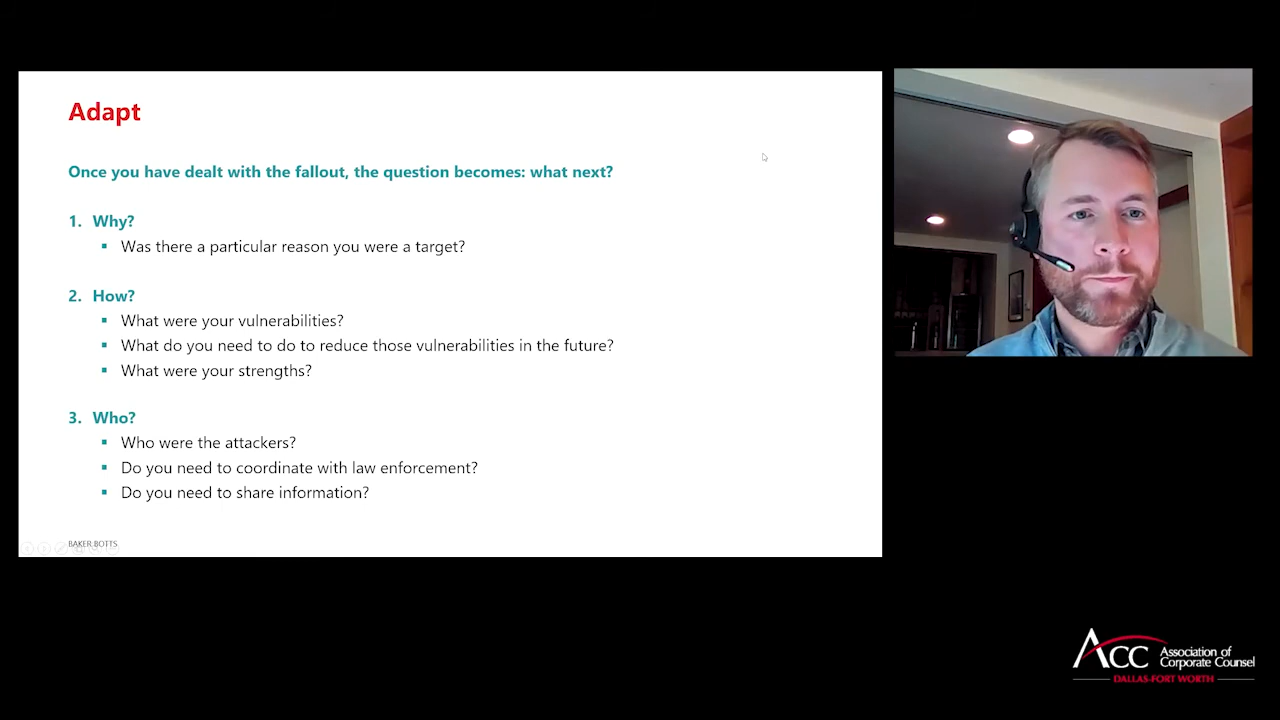 Adapt
Once you have dealt with the fallout, the question becomes: what next?
1. Why?
▪ Was there a particular reason you were a target?
2. How?
▪ What were your vulnerabilities?
▪ What do you need to do to reduce those vulnerabilities in the future?
▪ What were your strengths?
3. Who?
▪ Who were the attackers?
▪ Do you need to coordinate with law enforcement?
▪ Do you need to share information?
BAKER BOTTS
ACC Association of
Corporate Counsel
DALLAS-FORT WORTH